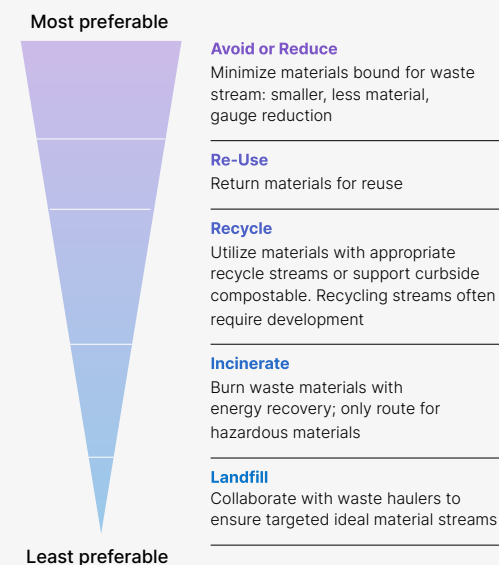 Most preferable
Avoid or Reduce
Minimize materials bound for waste
stream: smaller, less material,
gauge reduction
Re-Use
Return materials for reuse
Recycle
Utilize materials with appropriate
recycle streams or support curbside
compostable. Recycling streams often
require development
Incinerate
Burn waste materials with
energy recovery; only route for
hazardous materials
Landfill
Collaborate with waste haulers to
ensure targeted ideal material streams
Least preferable